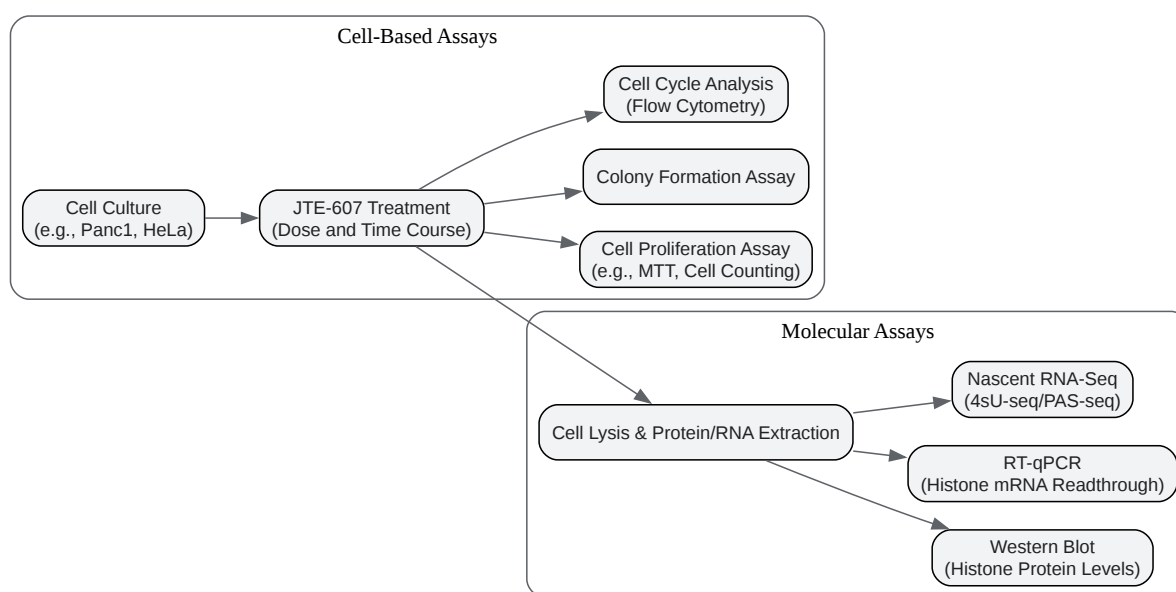 Cell-Based Assays
Cell Cycle Analysis
(Flow Cytometry)
Colony Formation Assay
Cell Culture
(e.g., Panc1, HeLa)
JTE-607 Treatment
(Dose and Time Course)
Cell Proliferation Assay
(e.g., MTT, Cell Counting)
Molecular Assays
Nascent RNA-Seq
(4sU-seq/PAS-seq)
Cell Lysis & Protein/RNA Extraction
RT-qPCR
(Histone mRNA Readthrough)
Western Blot
(Histone Protein Levels)